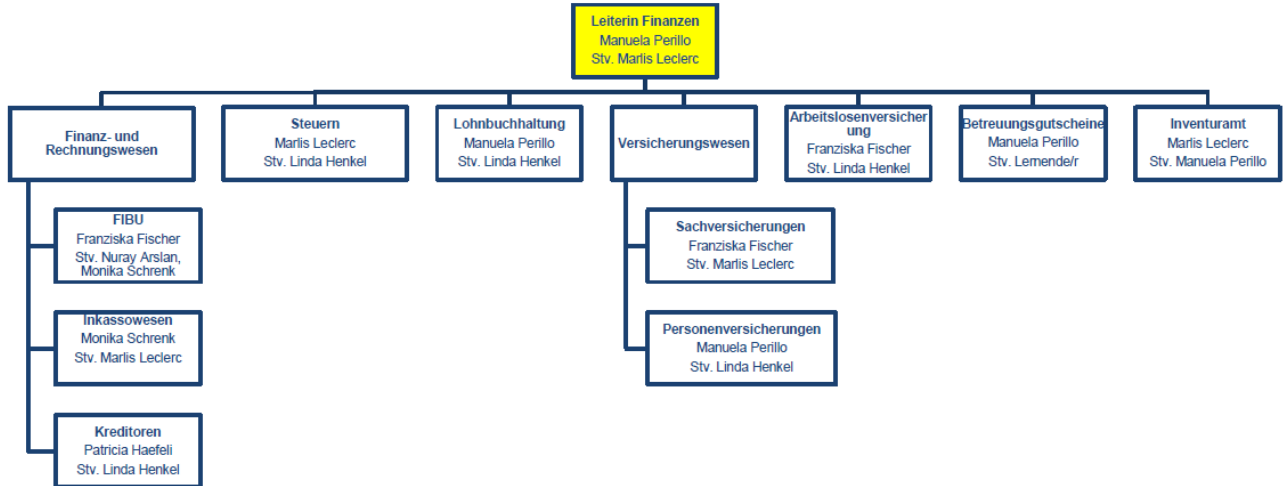 Leiterin Finanzen
Manuela Perillo
Stv. Marlis Leclerc
Finanz- und
Rechnungswesen
Steuern
Marlis Leclerc
Stv. Linda Henkel
Lohnbuchhaltung
Manuela Perillo
Stv. Linda Henkel
Versicherungswesen
Arbeitslosenversicher
ung
Franziska Fischer
Stv. Linda Henkel
Betreuungsgutscheine
Manuela Perillo
Stv. Lernende/r
Inventuramt
Marlis Leclerc
Stv. Manuela Perillo
FIBU
Franziska Fischer
Stv. Nuray Arslan,
Monika Schrenk
Inkassowesen
Monika Schrenk
Stv. Marlis Leclerc
Kreditoren
Patricia Haefeli
Stv. Linda Henkel
Sachversicherungen
Franziska Fischer
Stv. Marlis Leclerc
Personenversicherungen
Manuela Perillo
Stv. Linda Henkel